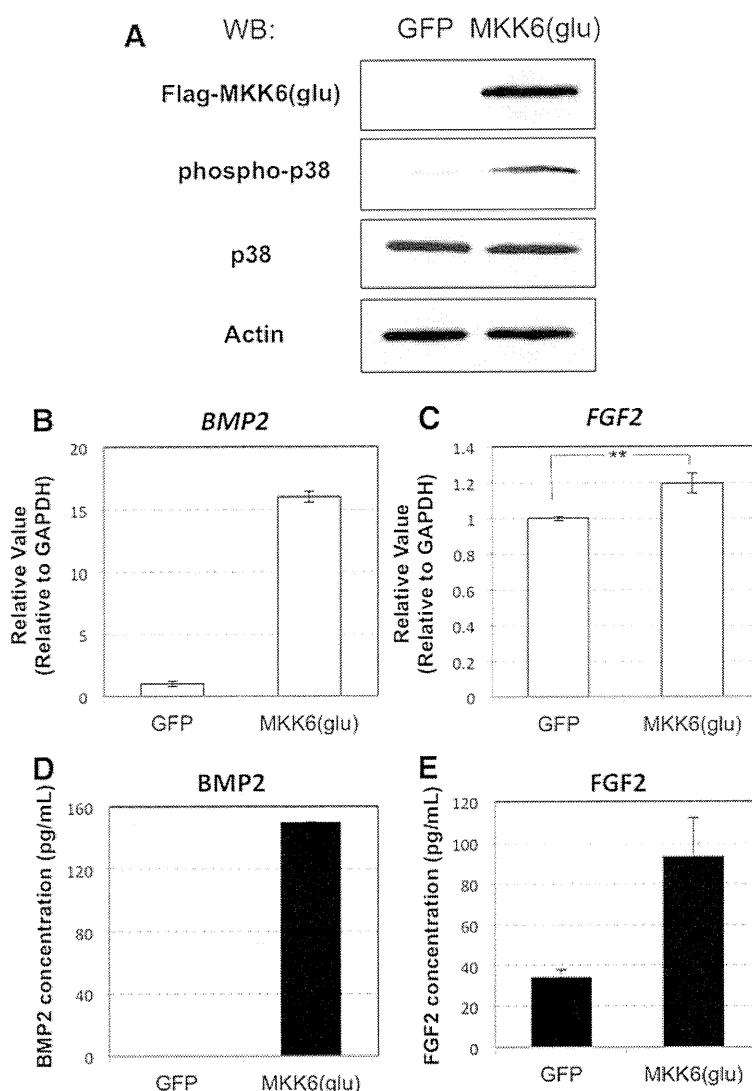 A WB: GFP MKK6(glu)
Flag-MKK6(glu)
phospho-p38
p38
Actin
B BMP2
Relative Value
(Relative to GAPDH)
20
15
10
5
0
GFP MKK6(glu)
C FGF2
Relative Value
(Relative to GAPDH)
1.4
1.2
1
0.8
0.6
0.4
0.2
0
**
GFP MKK6(glu)
D BMP2
BMP2 concentration (pg/mL)
160
120
80
40
0
GFP MKK6(glu)
E FGF2
FGF2 concentration (pg/mL)
120
100
80
60
40
20
0
GFP MKK6(glu)